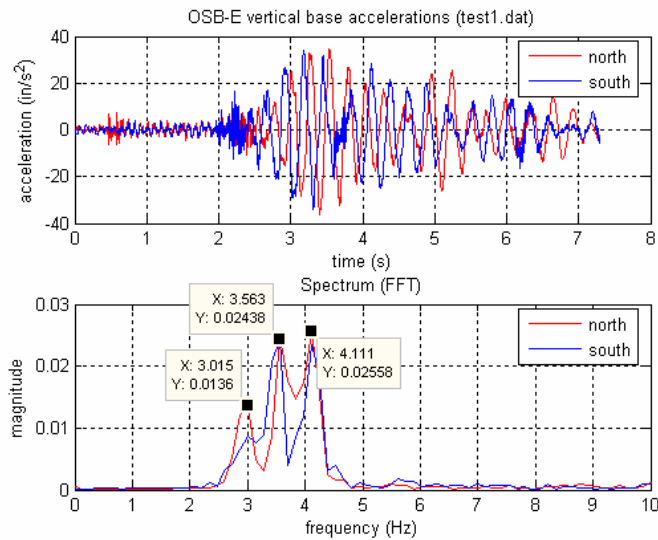 OSB-E vertical base accelerations (test1.dat)
acceleration (in/s²)
40
20
0
-20
-40
north
south
0 1 2 3 4 5 6 7 8
time (s)
Spectrum (FFT)
magnitude
0.03
0.02
0.01
0
X: 3.563
Y: 0.02438
X: 3.015
Y: 0.0136
X: 4.111
Y: 0.02558
north
south
0 1 2 3 4 5 6 7 8 9 10
frequency (Hz)